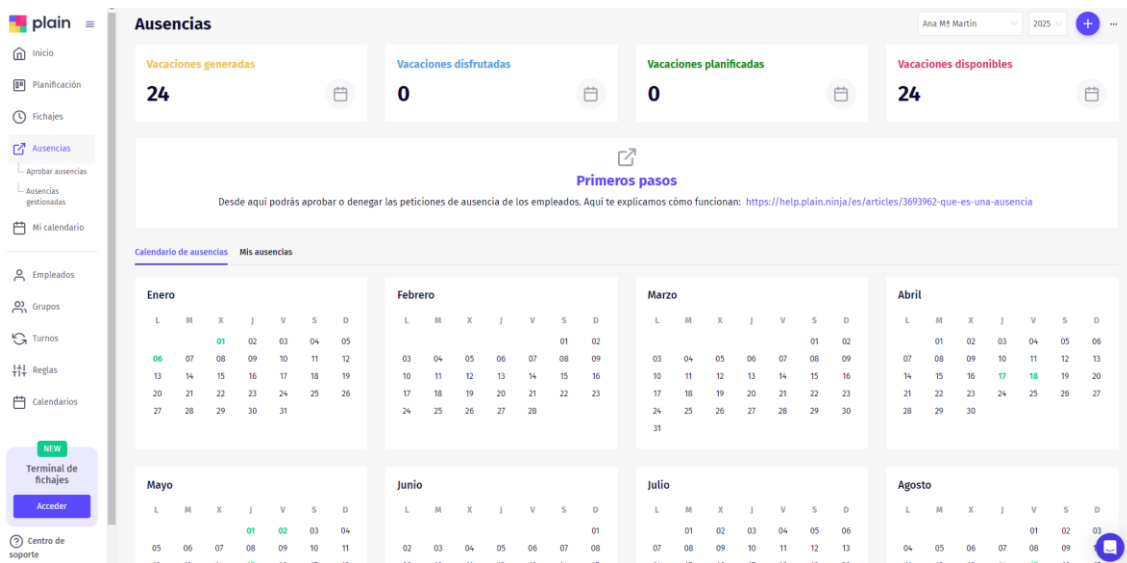 plain
Inicio
Planificación
Fichajes
Ausencias
Aprobar ausencias
Ausencias
gestionadas
Mi calendario
Empleados
Grupos
Turnos
Reglas
Calendarios
NEW
Terminal de
fichajes
Acceder
Centro de
soporte
Ausencias
Ana Mª Martin
2025
Vacaciones generadas
24
Vacaciones disfrutadas
0
Vacaciones planificadas
0
Vacaciones disponibles
24
Primeros pasos
Desde aquí podrás aprobar o denegar las peticiones de ausencia de los empleados. Aquí te explicamos cómo funcionan: https://help.plain.ninja/es/articles/3693962-que-es-una-ausencia
Calendario de ausencias Mis ausencias
Enero
L M X J V S D
01 02 03 04 05
06 07 08 09 10 11 12
13 14 15 16 17 18 19
20 21 22 23 24 25 26
27 28 29 30 31
Febrero
L M X J V S D
01 02
03 04 05 06 07 08 09
10 11 12 13 14 15 16
17 18 19 20 21 22 23
24 25 26 27 28
Marzo
L M X J V S D
01 02
03 04 05 06 07 08 09
10 11 12 13 14 15 16
17 18 19 20 21 22 23
24 25 26 27 28 29 30
31
Abril
L M X J V S D
01 02 03 04 05 06
07 08 09 10 11 12 13
14 15 16 17 18 19 20
21 22 23 24 25 26 27
28 29 30
Mayo
L M X J V S D
01 02 03 04
05 06 07 08 09 10 11
Junio
L M X J V S D
01
02 03 04 05 06 07 08
Julio
L M X J V S D
01 02 03 04 05 06
07 08 09 10 11 12 13
Agosto
L M X J V S D
01 02 03
04 05 06 07 08 09